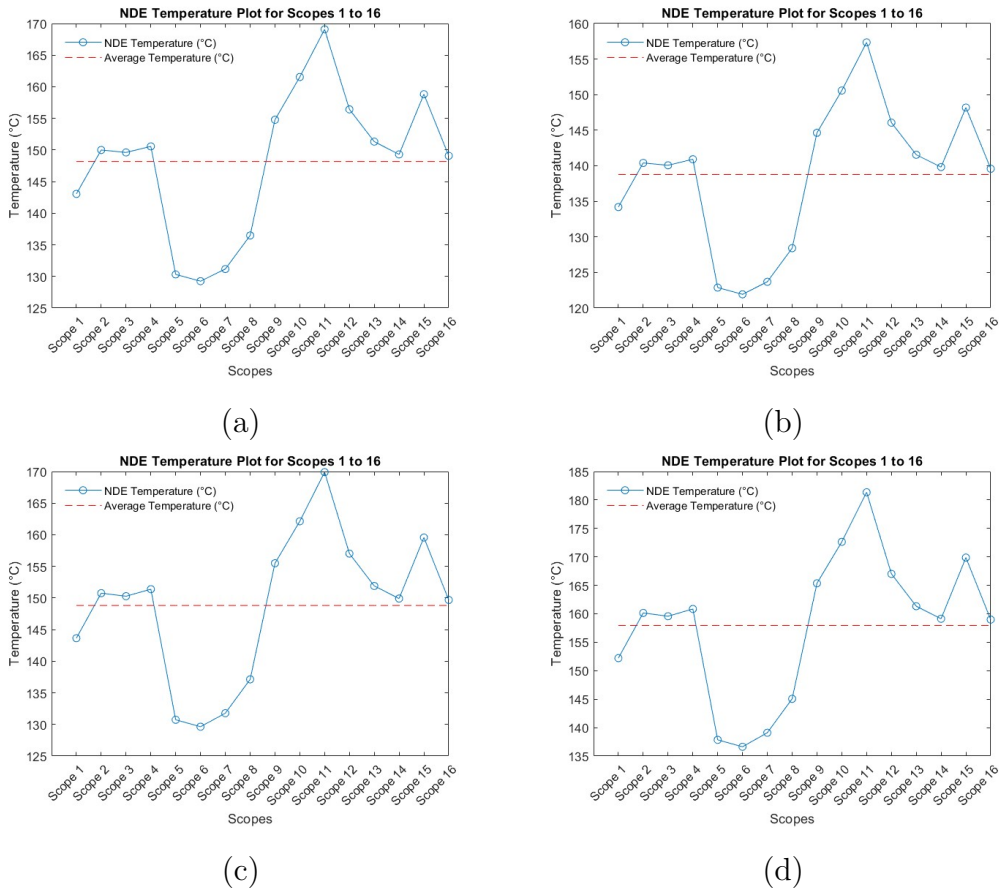 NDE Temperature Plot for Scopes 1 to 16
NDE Temperature (°C)
Average Temperature (°C)
Temperature (°C)
170
165
160
155
150
145
140
135
130
125
Scope 1
Scope 2
Scope 3
Scope 4
Scope 5
Scope 6
Scope 7
Scope 8
Scope 9
Scope 10
Scope 11
Scope 12
Scope 13
Scope 14
Scope 15
Scope 16
Scopes
(a)
NDE Temperature Plot for Scopes 1 to 16
NDE Temperature (°C)
Average Temperature (°C)
Temperature (°C)
160
155
150
145
140
135
130
125
120
Scope 1
Scope 2
Scope 3
Scope 4
Scope 5
Scope 6
Scope 7
Scope 8
Scope 9
Scope 10
Scope 11
Scope 12
Scope 13
Scope 14
Scope 15
Scope 16
Scopes
(b)
NDE Temperature Plot for Scopes 1 to 16
NDE Temperature (°C)
Average Temperature (°C)
Temperature (°C)
170
165
160
155
150
145
140
135
130
125
Scope 1
Scope 2
Scope 3
Scope 4
Scope 5
Scope 6
Scope 7
Scope 8
Scope 9
Scope 10
Scope 11
Scope 12
Scope 13
Scope 14
Scope 15
Scope 16
Scopes
(c)
NDE Temperature Plot for Scopes 1 to 16
NDE Temperature (°C)
Average Temperature (°C)
Temperature (°C)
185
180
175
170
165
160
155
150
145
140
135
Scope 1
Scope 2
Scope 3
Scope 4
Scope 5
Scope 6
Scope 7
Scope 8
Scope 9
Scope 10
Scope 11
Scope 12
Scope 13
Scope 14
Scope 15
Scope 16
Scopes
(d)